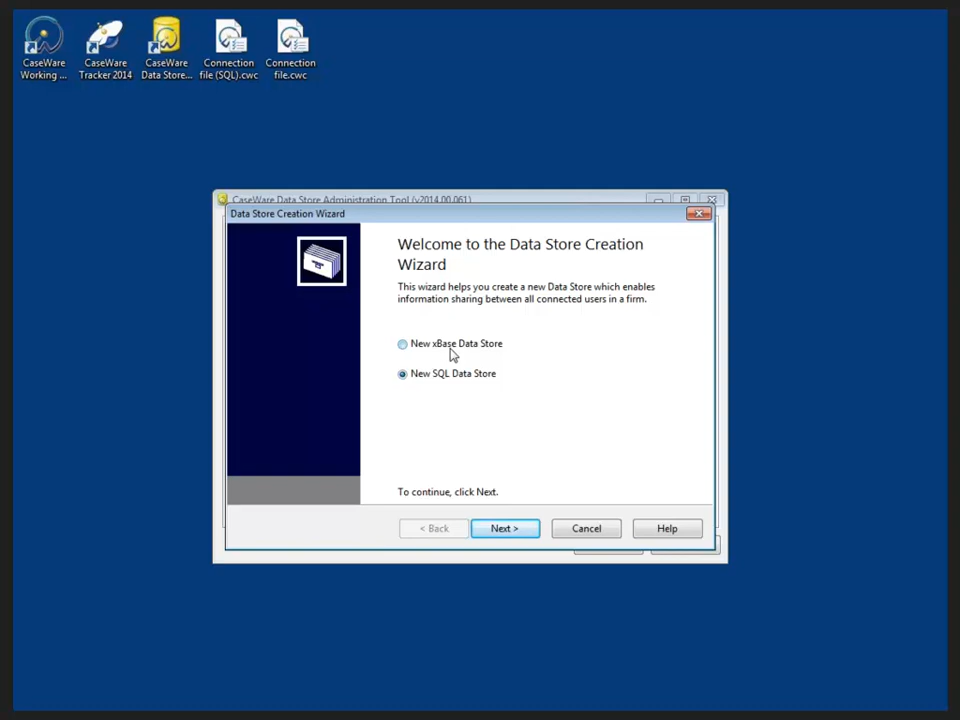 CaseWare
Working ...
CaseWare
Tracker 2014
CaseWare
Data Store...
Connection
file (SQL).cwc
Connection
file.cwc
CaseWare Data Store Administration Tool (v2014.00.061)
Data Store Creation Wizard
Welcome to the Data Store Creation
Wizard
This wizard helps you create a new Data Store which enables
information sharing between all connected users in a firm.
New xBase Data Store
New SQL Data Store
To continue, click Next.
< Back
Next >
Cancel
Help